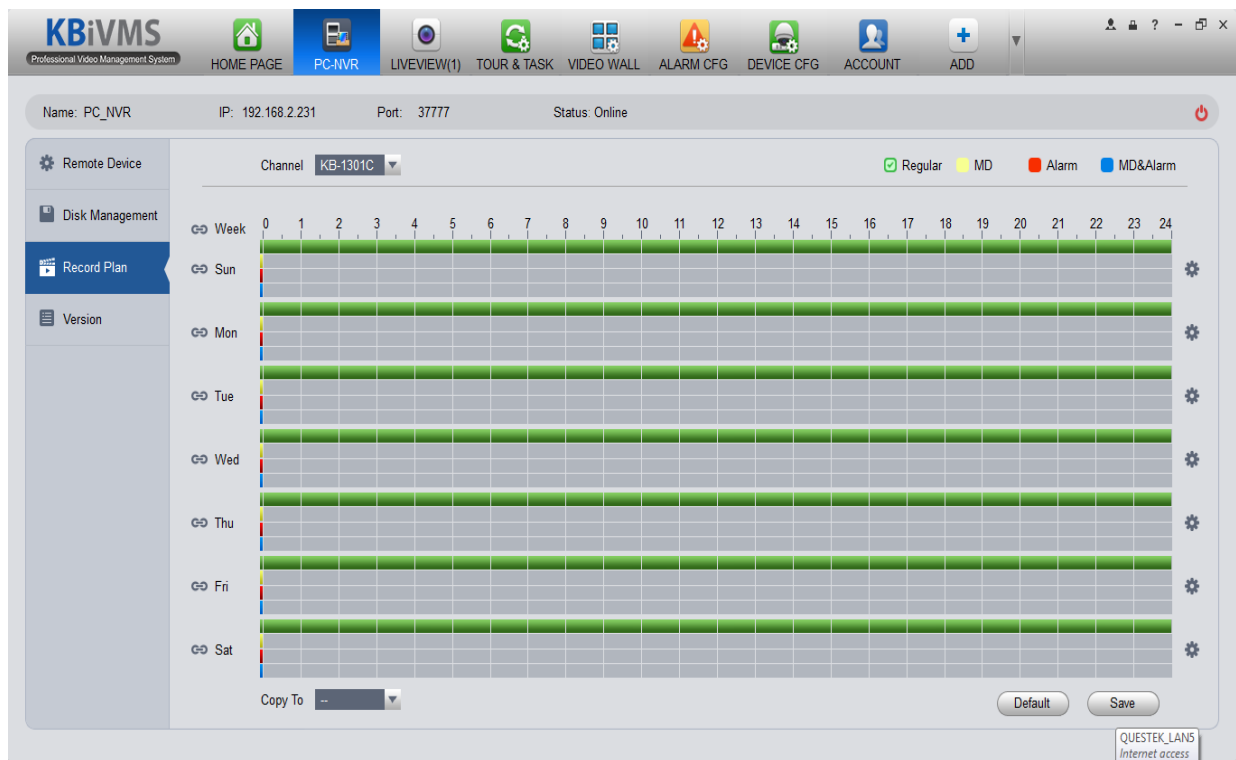 KBiVMS
Professional Video Management System
HOME PAGE
PC-NVR
LIVEVIEW(1)
TOUR & TASK
VIDEO WALL
ALARM CFG
DEVICE CFG
ACCOUNT
ADD
?
Name: PC_NVR IP: 192.168.2.231 Port: 37777 Status: Online
Remote Device
Disk Management
Record Plan
Version
Channel KB-1301C
Regular MD Alarm MD&Alarm
Week 0 1 2 3 4 5 6 7 8 9 10 11 12 13 14 15 16 17 18 19 20 21 22 23 24
Sun
Mon
Tue
Wed
Thu
Fri
Sat
Copy To --
Default Save
QUESTEK_LAN5
Internet access